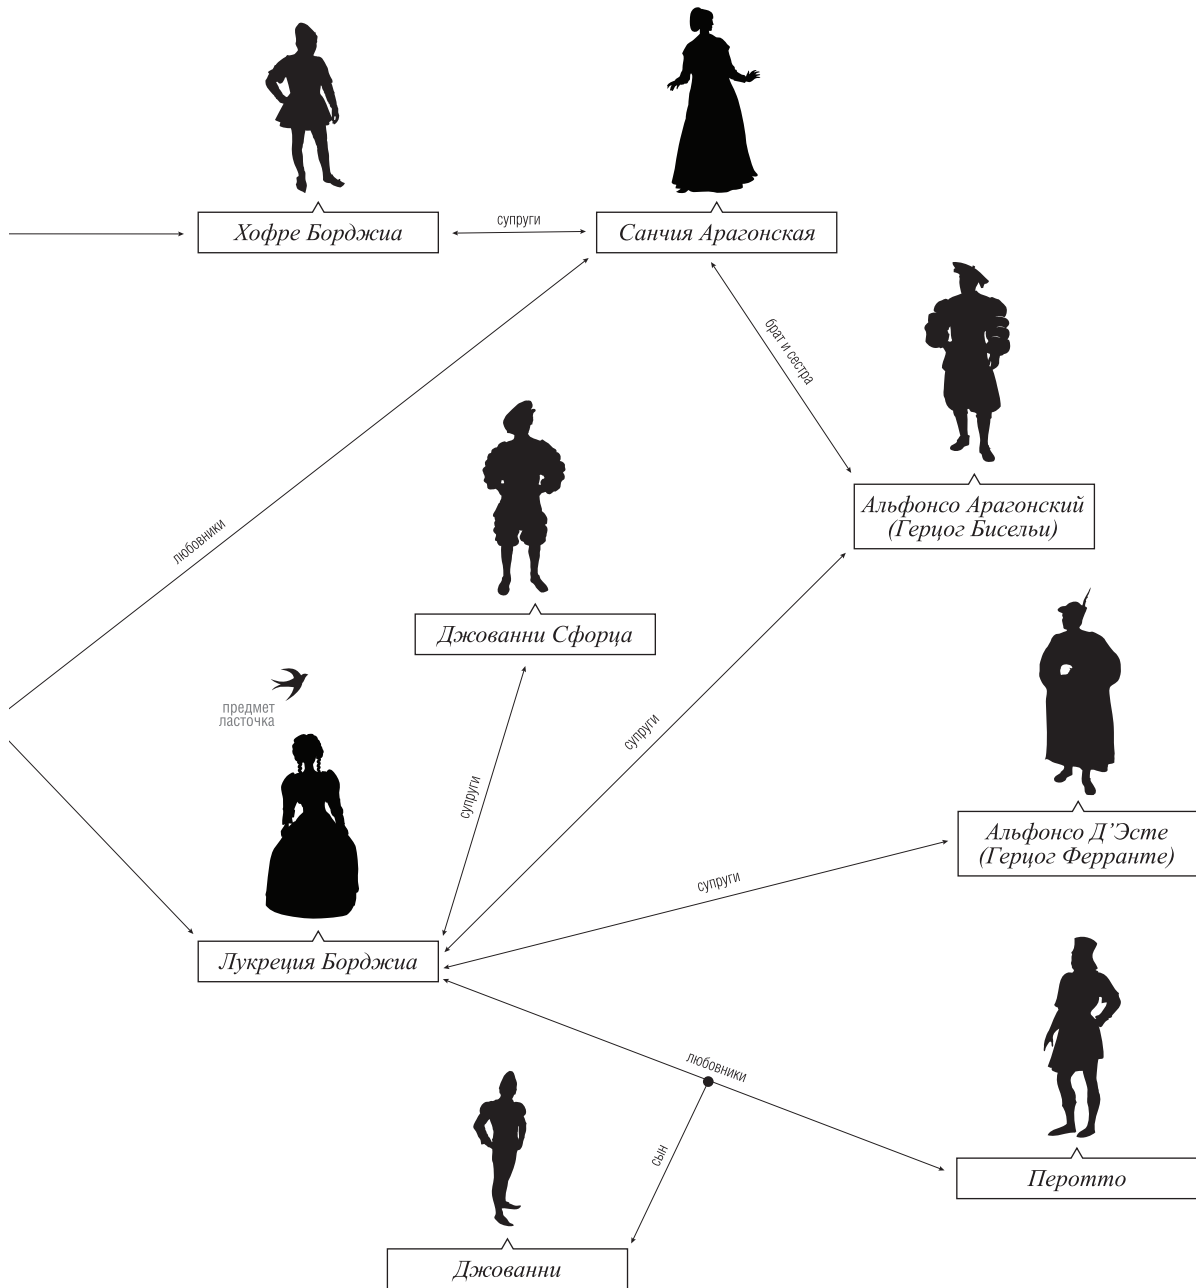 супруги
Хофре Борджиа
Санчия Арагонская
брат и сестра
Альфонсо Арагонский
(Герцог Бисельи)
любовники
Джованни Сфорца
предмет
ласточка
супруги
супруги
Альфонсо Д’Эсте
(Герцог Ферранте)
супруги
Лукреция Борджиа
любовники
сын
Перотто
Джованни